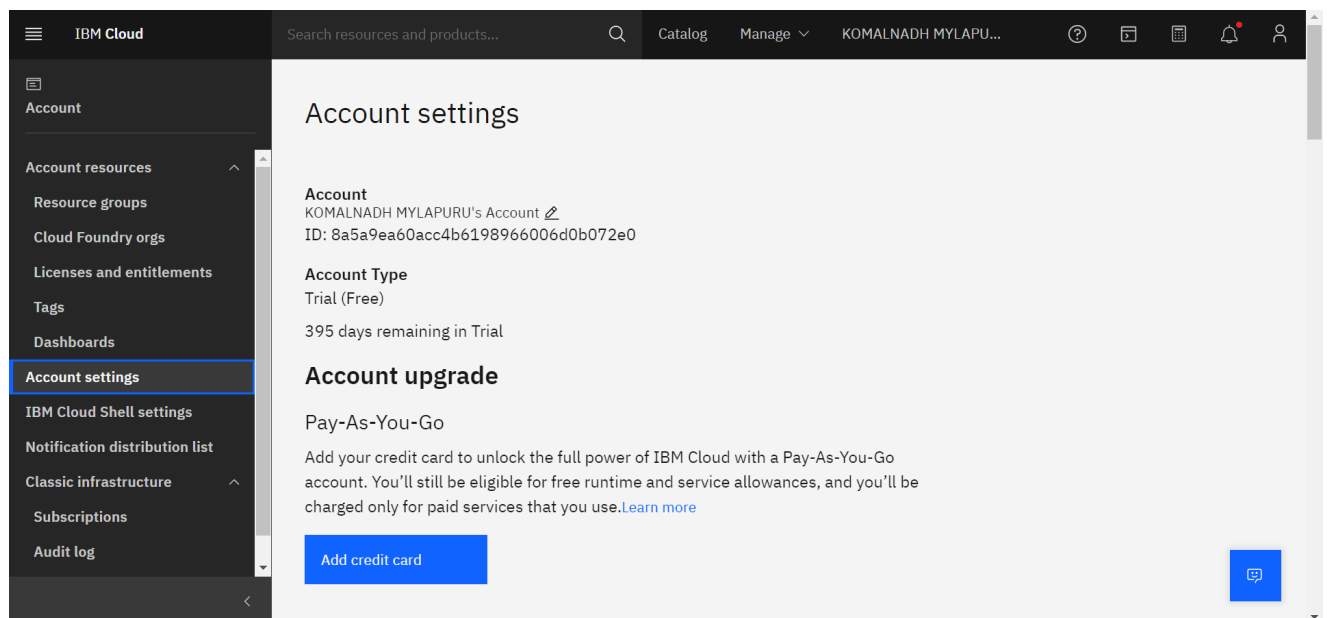 IBM Cloud
Search resources and products...
Catalog
Manage
KOMALNADH MYLAPU...
Account
Account resources
Resource groups
Cloud Foundry orgs
Licenses and entitlements
Tags
Dashboards
Account settings
IBM Cloud Shell settings
Notification distribution list
Classic infrastructure
Subscriptions
Audit log
Account settings
Account
KOMALNADH MYLAPURU's Account
ID: 8a5a9ea60acc4b6198966006d0b072e0
Account Type
Trial (Free)
395 days remaining in Trial
Account upgrade
Pay-As-You-Go
Add your credit card to unlock the full power of IBM Cloud with a Pay-As-You-Go
account. You’ll still be eligible for free runtime and service allowances, and you’ll be
charged only for paid services that you use.Learn more
Add credit card